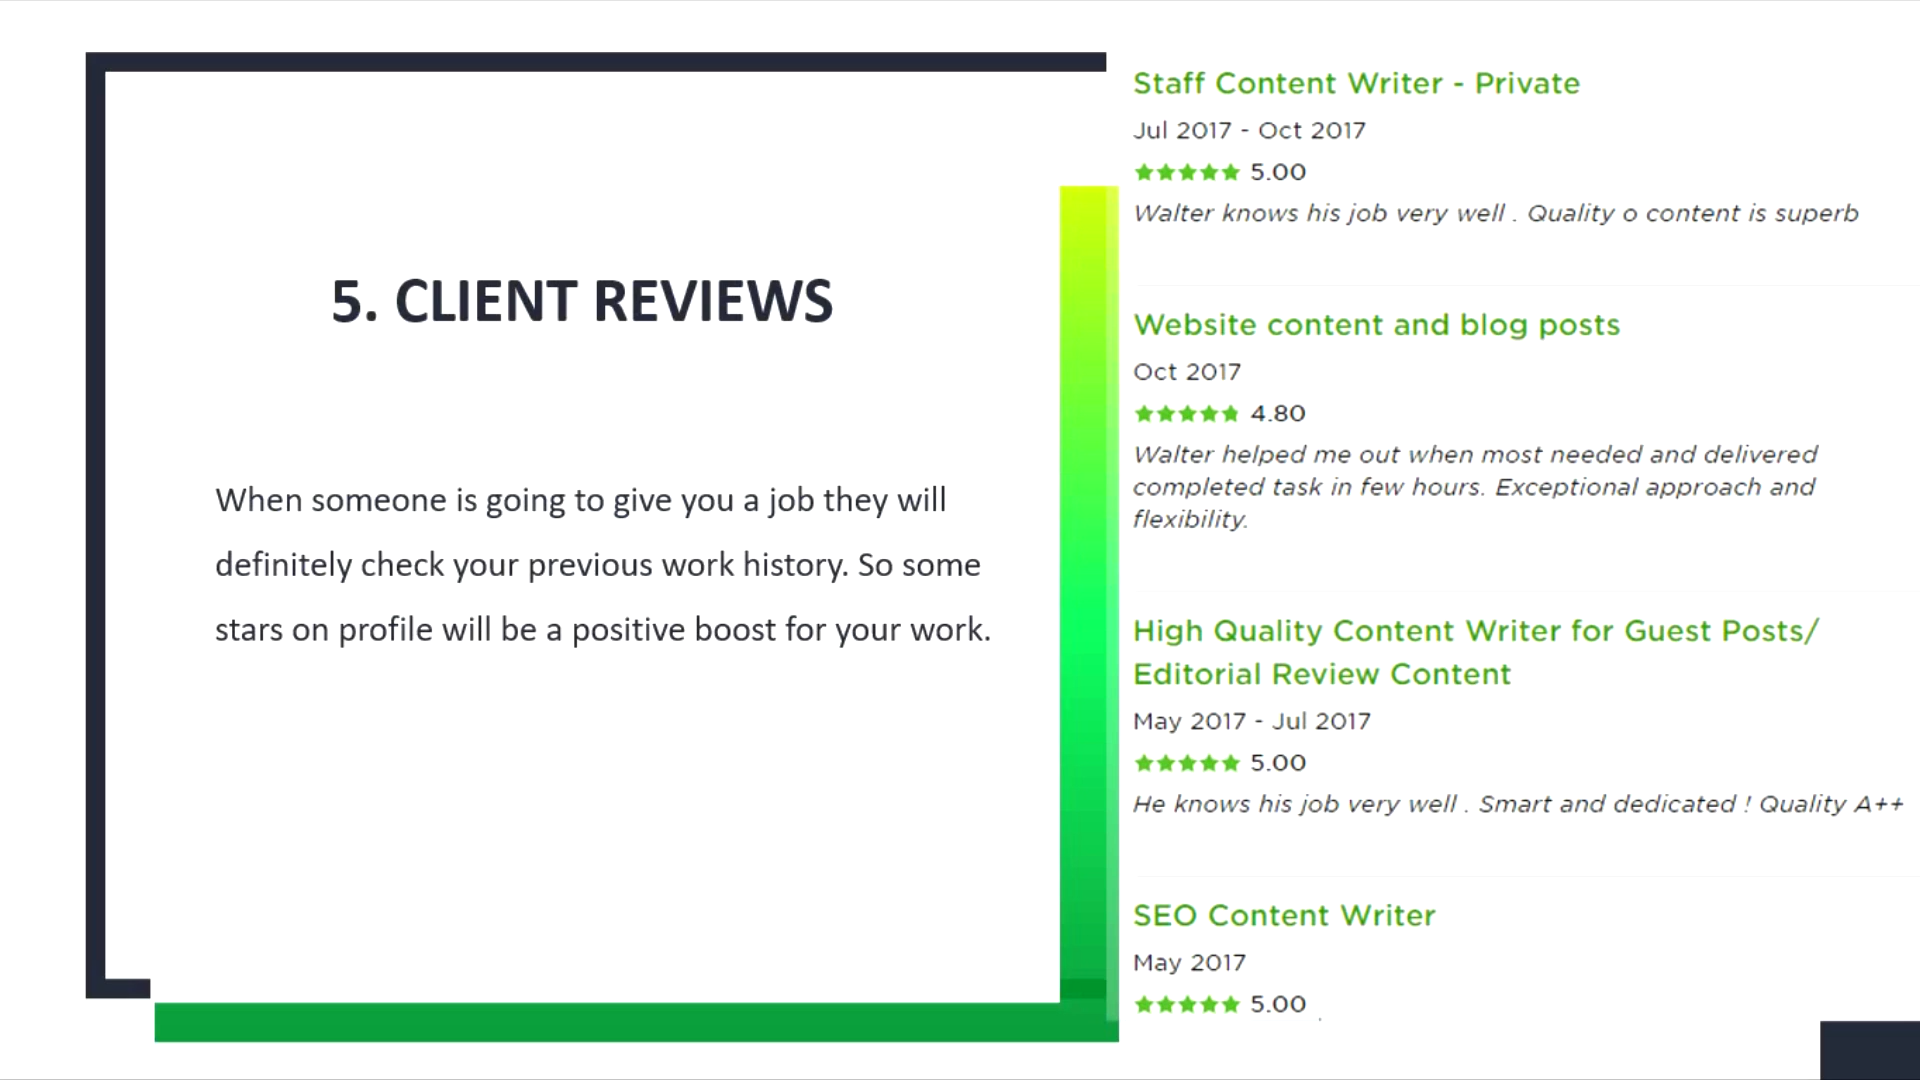 5. CLIENT REVIEWS
When someone is going to give you a job they will
definitely check your previous work history. So some
stars on profile will be a positive boost for your work.
Staff Content Writer - Private
Jul 2017 - Oct 2017
5.00
Walter knows his job very well . Quality o content is superb
Website content and blog posts
Oct 2017
4.80
Walter helped me out when most needed and delivered
completed task in few hours. Exceptional approach and
flexibility.
High Quality Content Writer for Guest Posts/
Editorial Review Content
May 2017 - Jul 2017
5.00
He knows his job very well . Smart and dedicated ! Quality A++
SEO Content Writer
May 2017
5.00